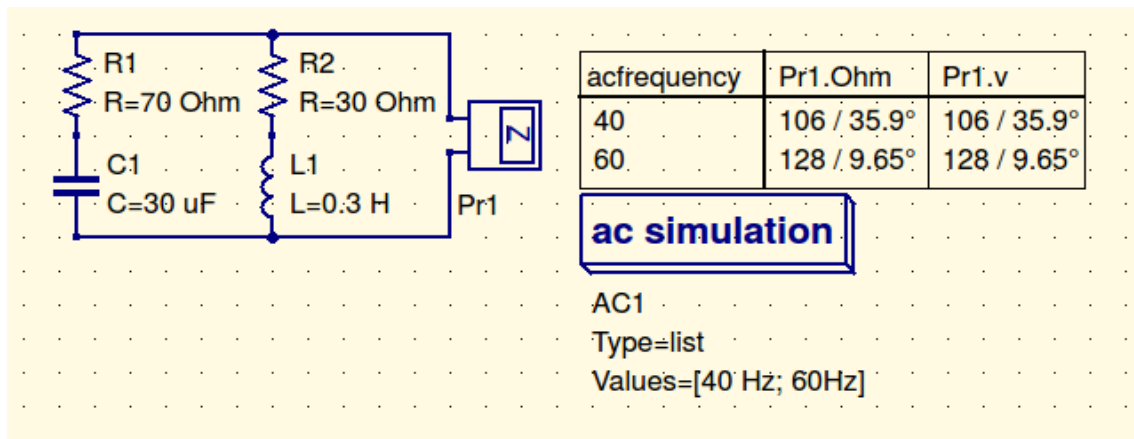 R1
R=70 Ohm
C1
C=30 uF
R2
R=30 Ohm
L1
L=0.3 H
Z
Pr1
acfrequency Pr1.Ohm Pr1.v
40 106 / 35.9° 106 / 35.9°
60 128 / 9.65° 128 / 9.65°
ac simulation
AC1
Type=list
Values=[40 Hz; 60Hz]